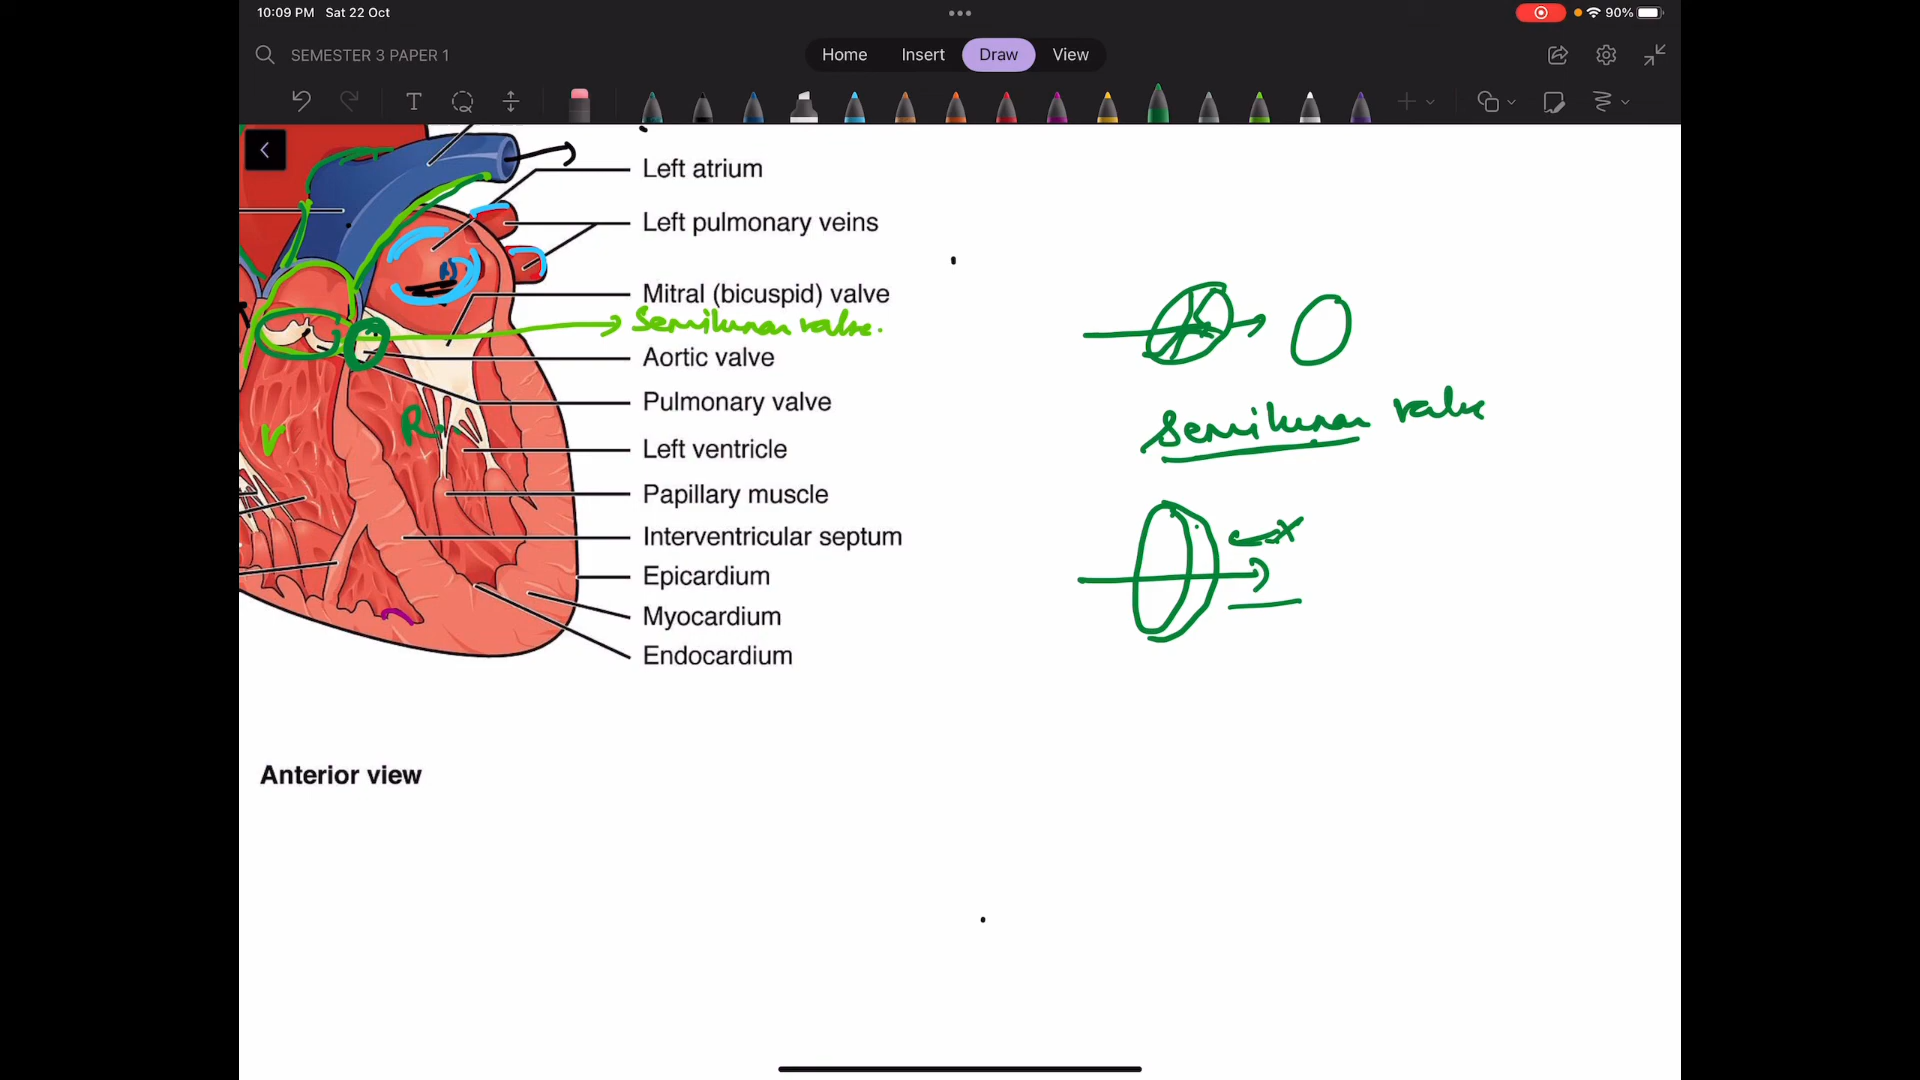 10:09 PM Sat 22 Oct
90%
SEMESTER 3 PAPER 1
Home Insert Draw View
Left atrium
Left pulmonary veins
Mitral (bicuspid) valve
Semilunar valve.
Aortic valve
Pulmonary valve
Left ventricle
Papillary muscle
Interventricular septum
Epicardium
Myocardium
Endocardium
V
R.
Semilunar valve
Anterior view